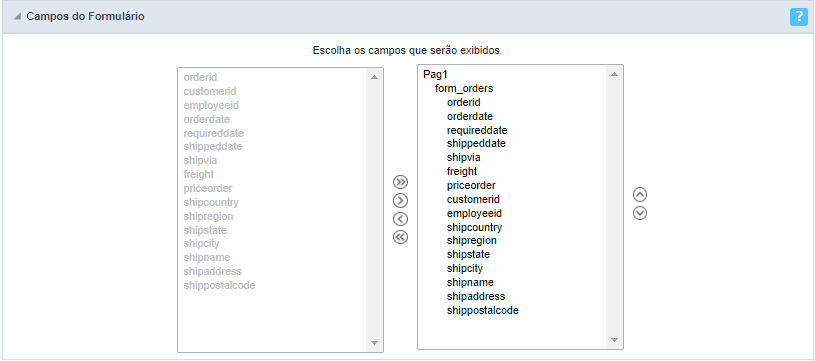 Campos do Formulário
?
Escolha os campos que serão exibidos.
orderid
customerid
employeeid
orderdate
requireddate
shippeddate
shipvia
freight
priceorder
shipcountry
shipregion
shipstate
shipcity
shipname
shipaddress
shippostalcode
Pag1
form_orders
orderid
orderdate
requireddate
shippeddate
shipvia
freight
priceorder
customerid
employeeid
shipcountry
shipregion
shipstate
shipcity
shipname
shipaddress
shippostalcode